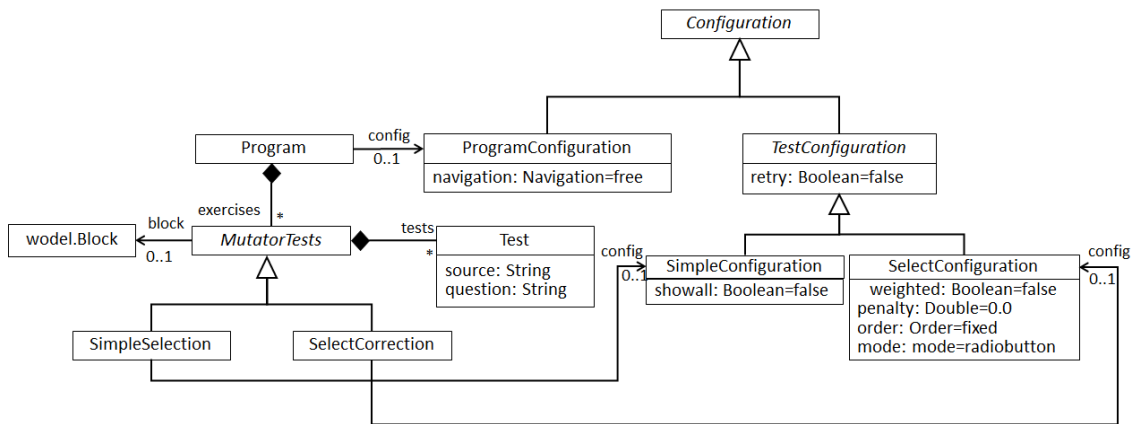 Configuration
config
0..1
Program
ProgramConfiguration
navigation: Navigation=free
TestConfiguration
retry: Boolean=false
exercises
*
block
0..1
wodel.Block
MutatorTests
tests
*
Test
source: String
question: String
config
0..1
SimpleConfiguration
showall: Boolean=false
SelectConfiguration
weighted: Boolean=false
penalty: Double=0.0
order: Order=fixed
mode: mode=radiobutton
config
0..1
SimpleSelection
SelectCorrection